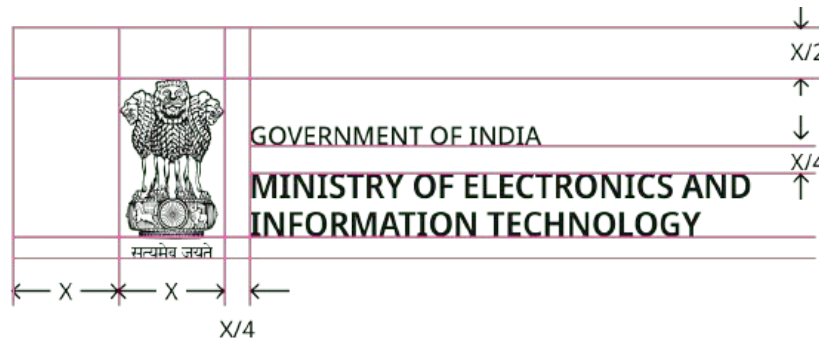 X/2
GOVERNMENT OF INDIA
X/4
MINISTRY OF ELECTRONICS AND
INFORMATION TECHNOLOGY
सत्यमेव जयते
X
X
X/4